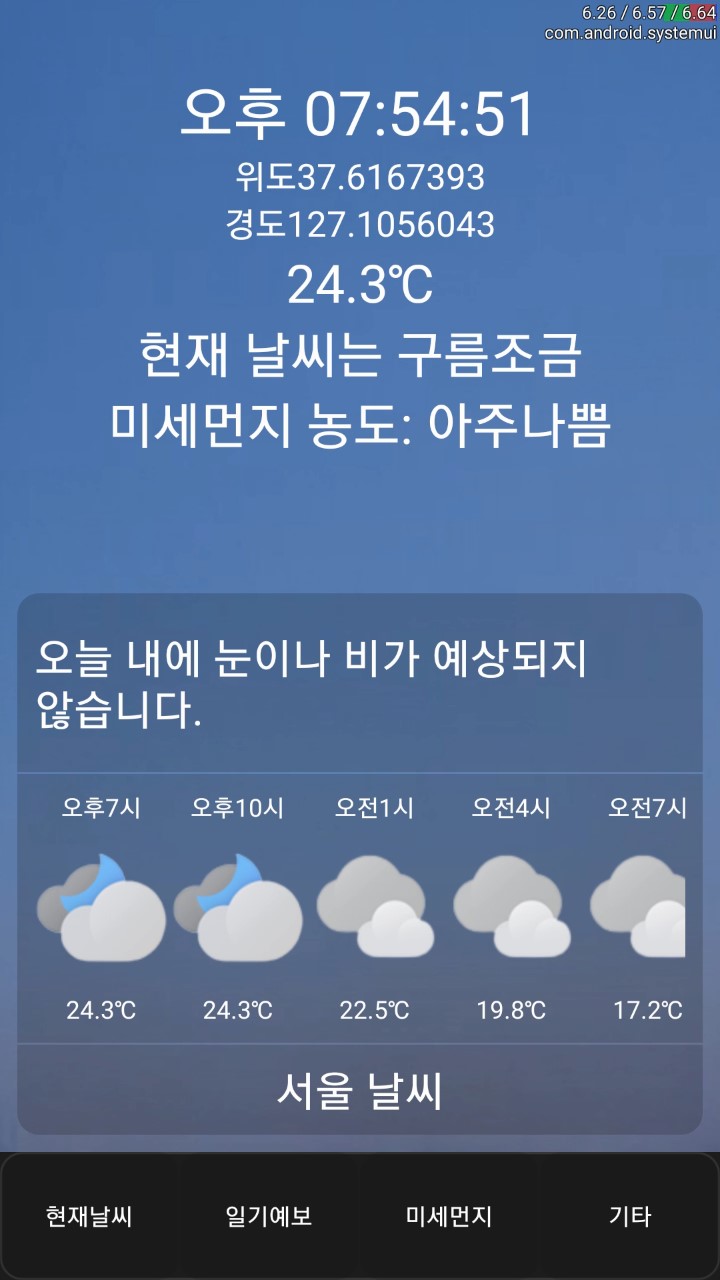 6.26 / 6.57 / 6.64
com.android.systemui
오후 07:54:51
위도37.6167393
경도127.1056043
24.3℃
현재 날씨는 구름조금
미세먼지 농도: 아주나쁨
오늘 내에 눈이나 비가 예상되지
않습니다.
오후7시 오후10시 오전1시 오전4시 오전7시
24.3℃ 24.3℃ 22.5℃ 19.8℃ 17.2℃
서울 날씨
현재날씨 일기예보 미세먼지 기타